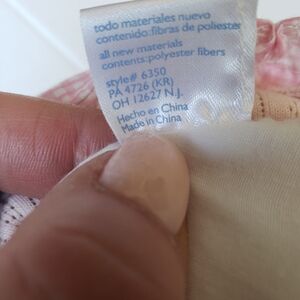 todo materiales nuevo
contenido:fibras de poliester
all new materials
contents:polyester fibers
style# 6350
PA 4726 (KR)
OH 12627 N.J.
Hecho en China
Made in China